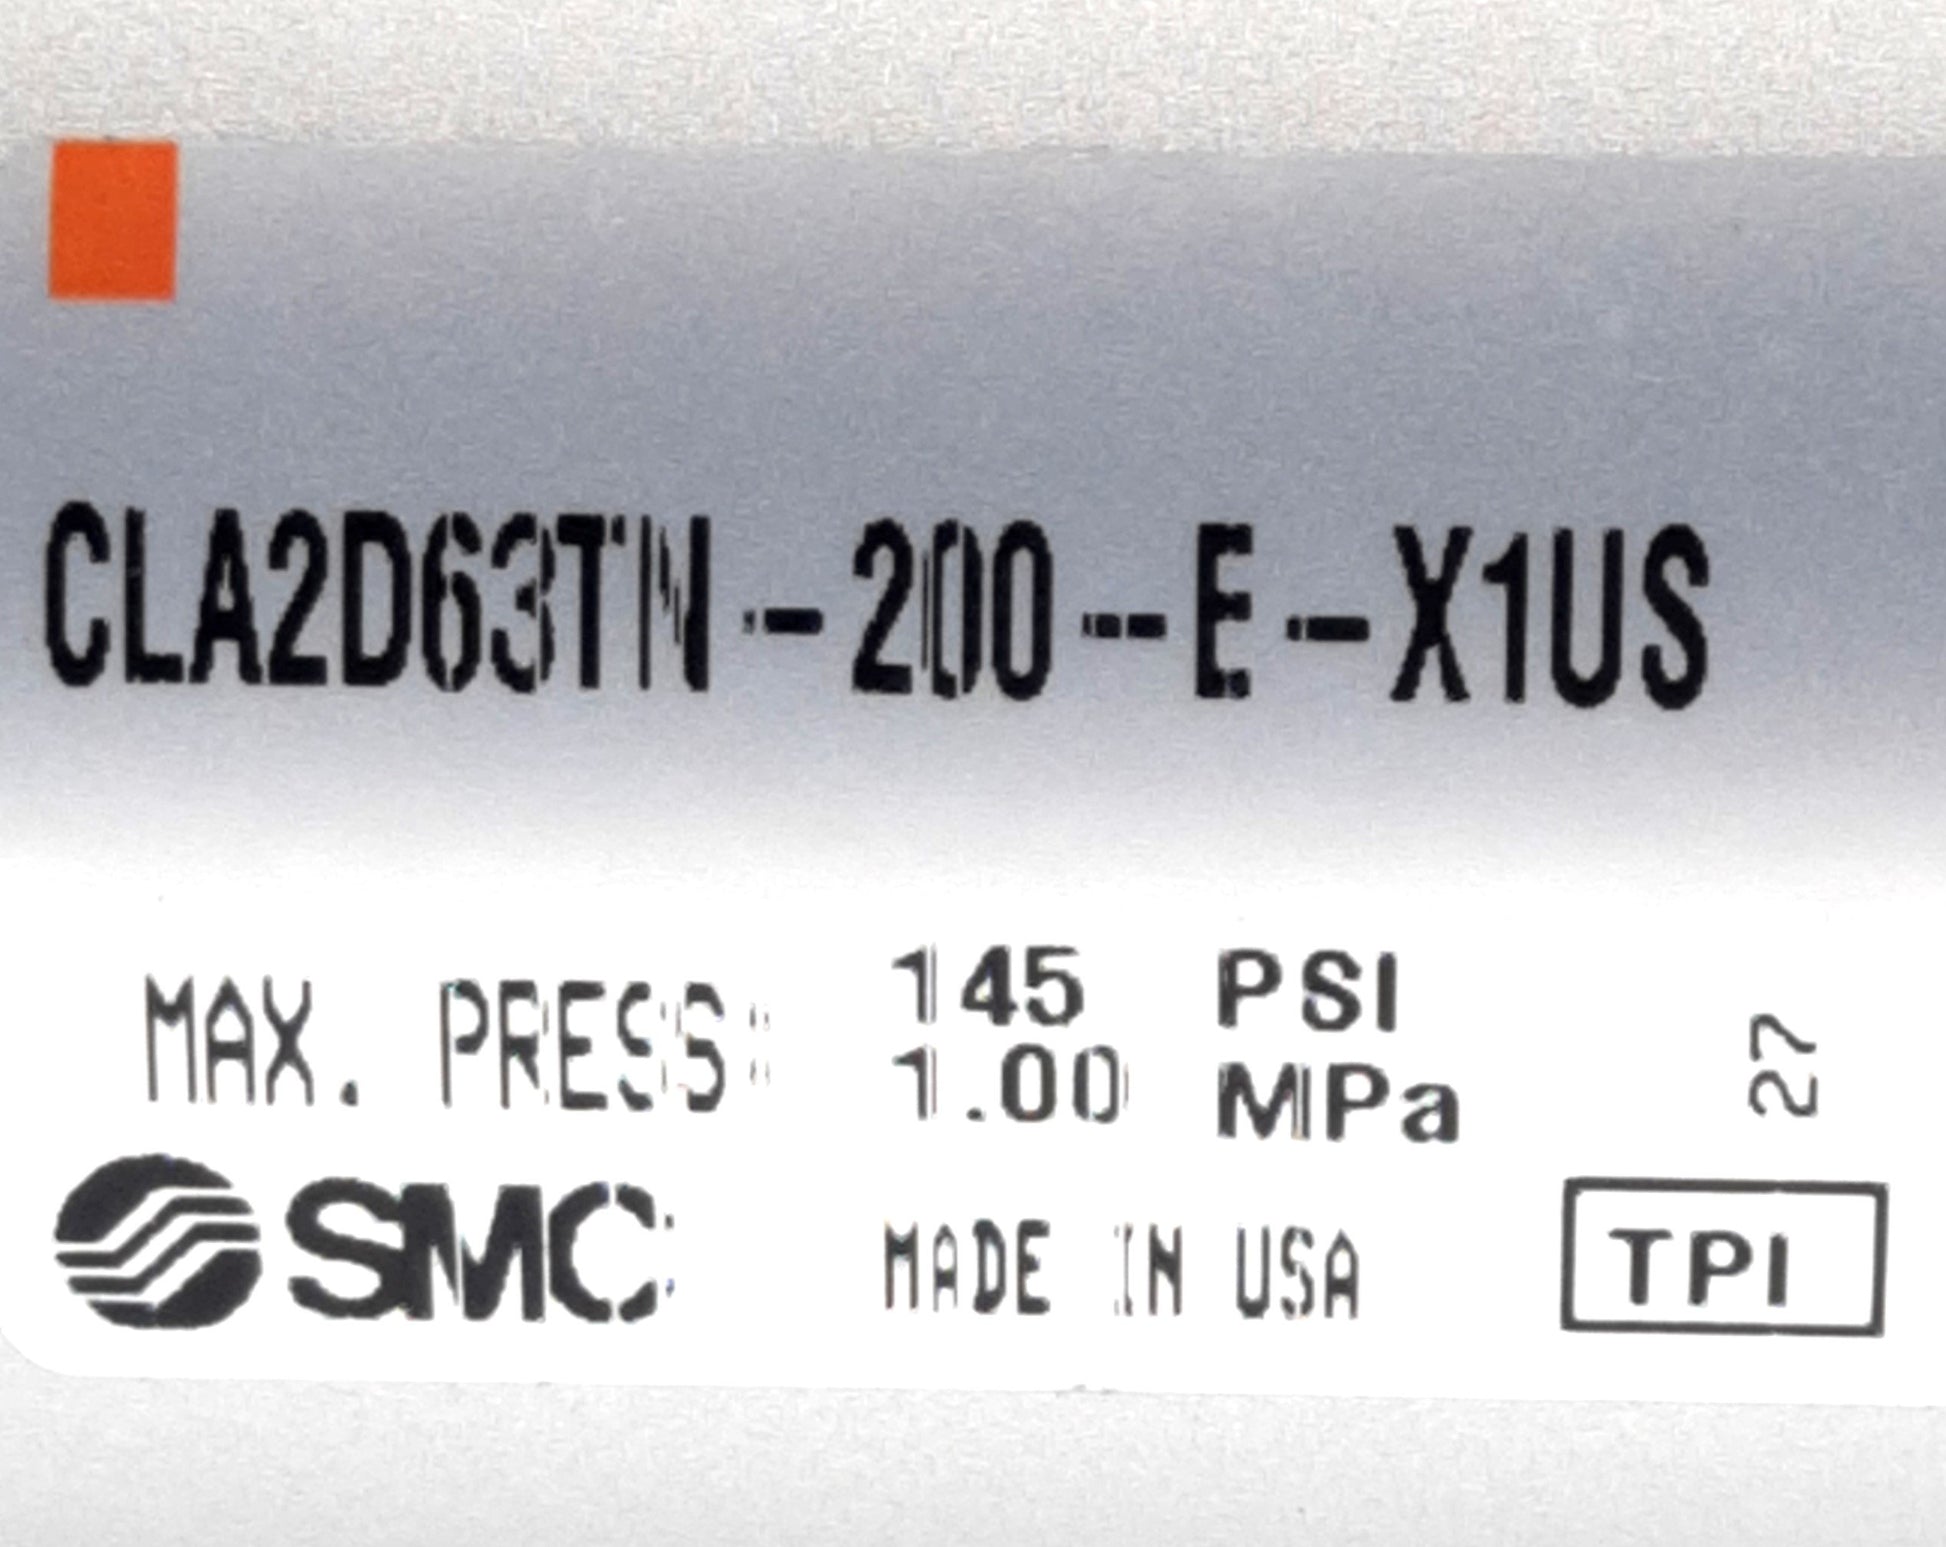 CLA2D63TN-200-E-X1US
MAX. PRESS: 145 PSI
1.00 MPa
27
SMC MADE IN USA TPI